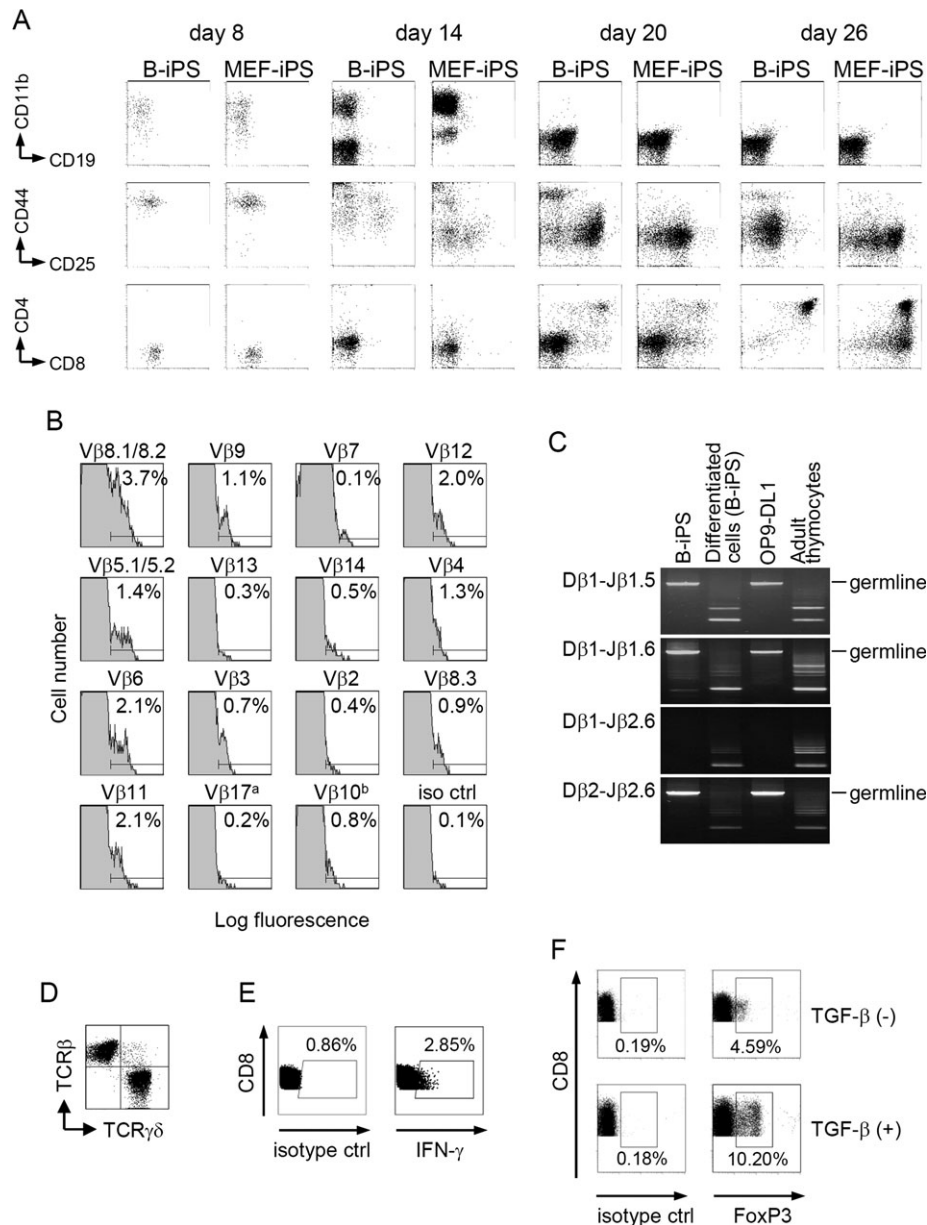 A
day 8 day 14 day 20 day 26
B-iPS MEF-iPS B-iPS MEF-iPS B-iPS MEF-iPS B-iPS MEF-iPS
CD11b
CD19
CD44
CD25
CD4
CD8
B
Vβ8.1/8.2 Vβ9 Vβ7 Vβ12
3.7% 1.1% 0.1% 2.0%
Vβ5.1/5.2 Vβ13 Vβ14 Vβ4
1.4% 0.3% 0.5% 1.3%
Vβ6 Vβ3 Vβ2 Vβ8.3
2.1% 0.7% 0.4% 0.9%
Vβ11 Vβ17ᵃ Vβ10ᵇ iso ctrl
2.1% 0.2% 0.8% 0.1%
Cell number
Log fluorescence
C
B-iPS
Differentiated
cells (B-iPS)
OP9-DL1
Adult
thymocytes
Dβ1-Jβ1.5 germline
Dβ1-Jβ1.6 germline
Dβ1-Jβ2.6
Dβ2-Jβ2.6 germline
D
TCRβ
TCRγδ
E
CD8
0.86% 2.85%
isotype ctrl IFN-γ
F
CD8
0.19% 4.59%
TGF-β (-)
0.18% 10.20%
TGF-β (+)
isotype ctrl FoxP3